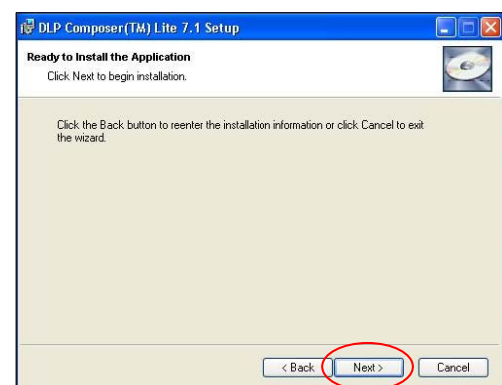 DLP Composer(TM) Lite 7.1 Setup
Ready to Install the Application
Click Next to begin installation.
Click the Back button to reenter the installation information or click Cancel to exit
the wizard.
< Back Next > Cancel